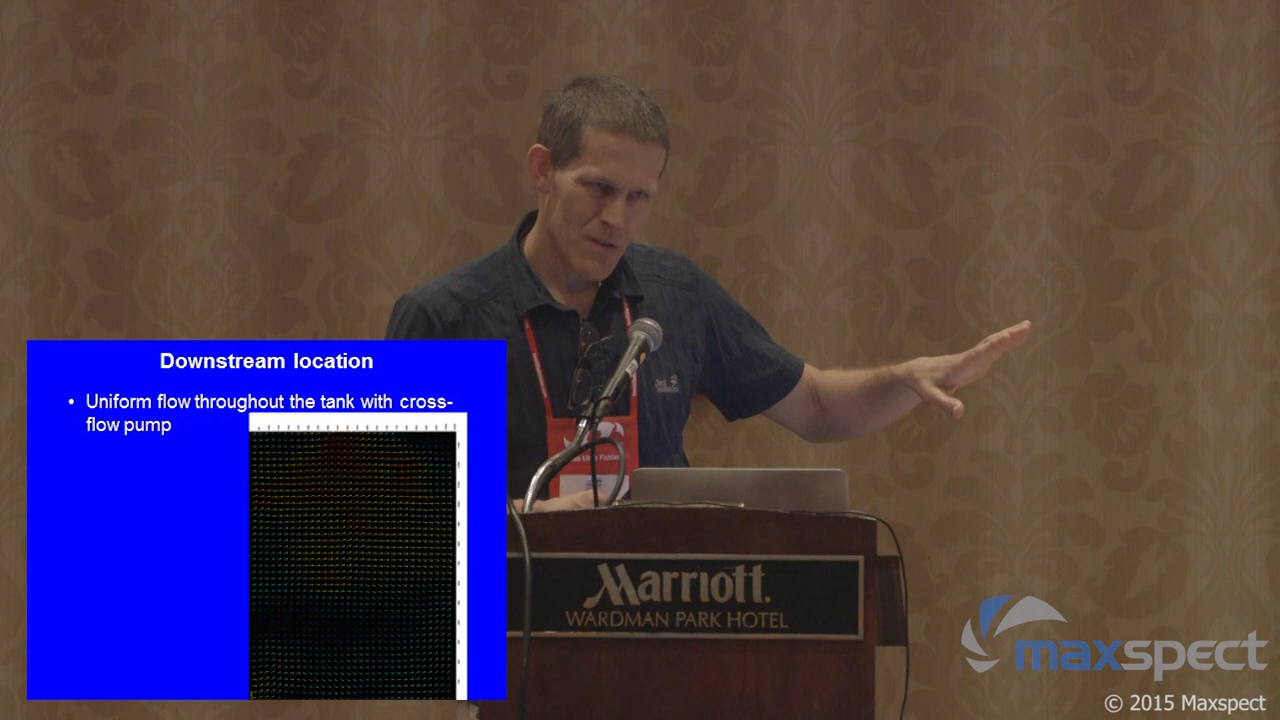 Downstream location
• Uniform flow throughout the tank with cross-
flow pump
Marriott.
WARDMAN PARK HOTEL
maxspect
© 2015 Maxspect